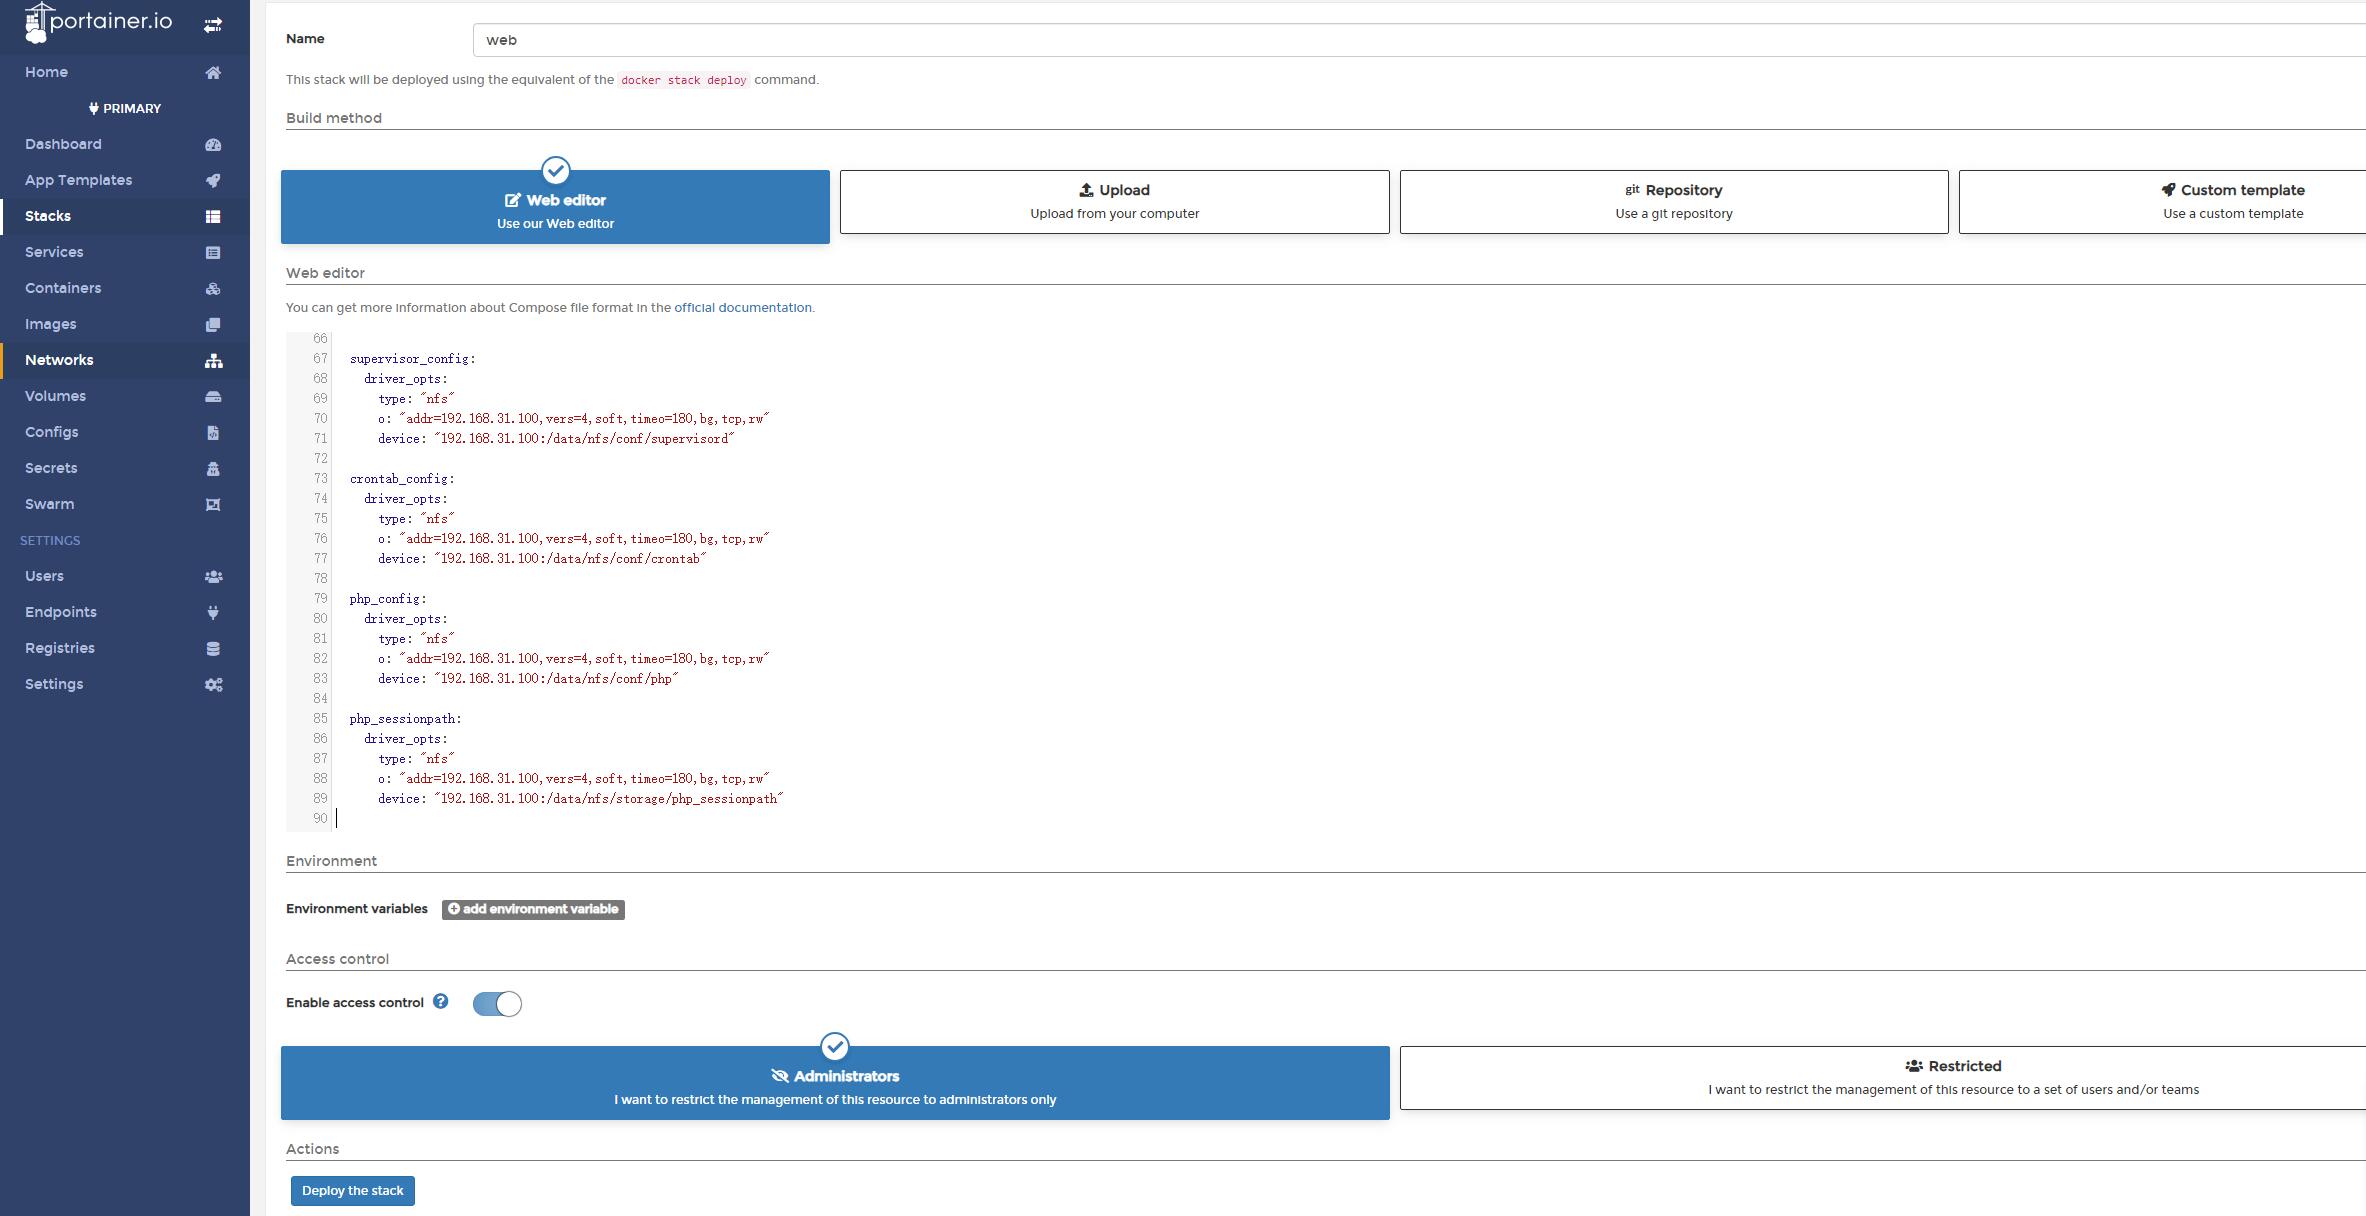 portainer.io
Home
PRIMARY
Dashboard
App Templates
Stacks
Services
Containers
Images
Networks
Volumes
Configs
Secrets
Swarm
SETTINGS
Users
Endpoints
Registries
Settings
Name
web
This stack will be deployed using the equivalent of the docker stack deploy command.
Build method
Web editor
Use our Web editor
Upload
Upload from your computer
git Repository
Use a git repository
Custom template
Use a custom template
Web editor
You can get more information about Compose file format in the official documentation.
66
67 supervisor_config:
68 driver_opts:
69 type: "nfs"
70 o: "addr=192.168.31.100,vers=4,soft,timeo=180,bg,tcp,rw"
71 device: "192.168.31.100:/data/nfs/conf/supervisord"
72
73 crontab_config:
74 driver_opts:
75 type: "nfs"
76 o: "addr=192.168.31.100,vers=4,soft,timeo=180,bg,tcp,rw"
77 device: "192.168.31.100:/data/nfs/conf/crontab"
78
79 php_config:
80 driver_opts:
81 type: "nfs"
82 o: "addr=192.168.31.100,vers=4,soft,timeo=180,bg,tcp,rw"
83 device: "192.168.31.100:/data/nfs/conf/php"
84
85 php_sessionpath:
86 driver_opts:
87 type: "nfs"
88 o: "addr=192.168.31.100,vers=4,soft,timeo=180,bg,tcp,rw"
89 device: "192.168.31.100:/data/nfs/storage/php_sessionpath"
90
Environment
Environment variables add environment variable
Access control
Enable access control
Administrators
I want to restrict the management of this resource to administrators only
Restricted
I want to restrict the management of this resource to a set of users and/or teams
Actions
Deploy the stack